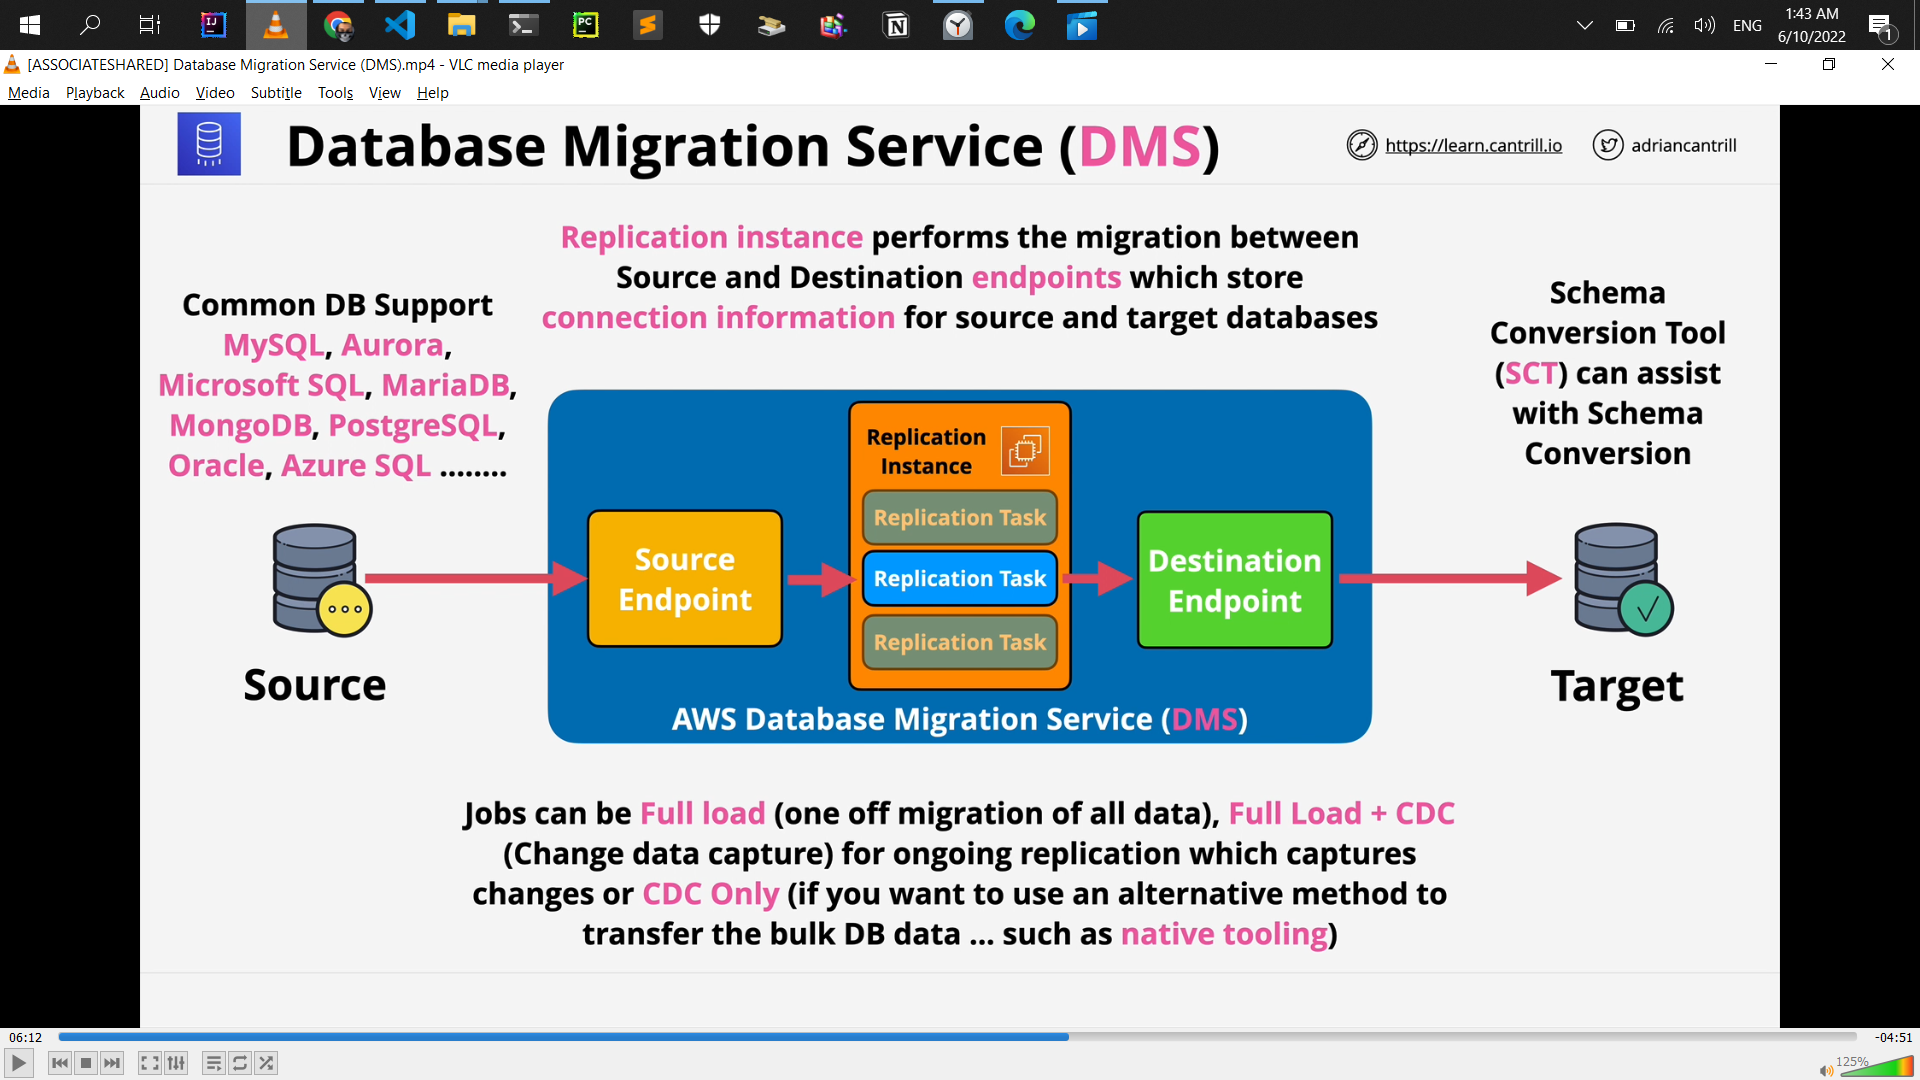 ENG
1:43 AM
6/10/2022
1
[ASSOCIATESHARED] Database Migration Service (DMS).mp4 - VLC media player
Media Playback Audio Video Subtitle Tools View Help
Database Migration Service (DMS)
https://learn.cantrill.io
adriancantrill
Replication instance performs the migration between
Source and Destination endpoints which store
connection information for source and target databases
Common DB Support
MySQL, Aurora,
Microsoft SQL, MariaDB,
MongoDB, PostgreSQL,
Oracle, Azure SQL ........
Schema
Conversion Tool
(SCT) can assist
with Schema
Conversion
Replication
Instance
Replication Task
Replication Task
Replication Task
Source
Endpoint
Destination
Endpoint
Source
Target
AWS Database Migration Service (DMS)
Jobs can be Full load (one off migration of all data), Full Load + CDC
(Change data capture) for ongoing replication which captures
changes or CDC Only (if you want to use an alternative method to
transfer the bulk DB data ... such as native tooling)
06:12
-04:51
125%
IJ
PC